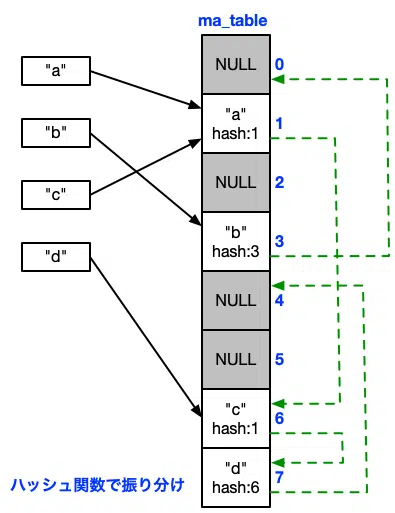 ma_table
"a"
"b"
"c"
"d"
NULL
0
"a"
hash:1
1
NULL
2
"b"
hash:3
3
NULL
4
NULL
5
"c"
hash:1
6
"d"
hash:6
7
ハッシュ関数で振り分け